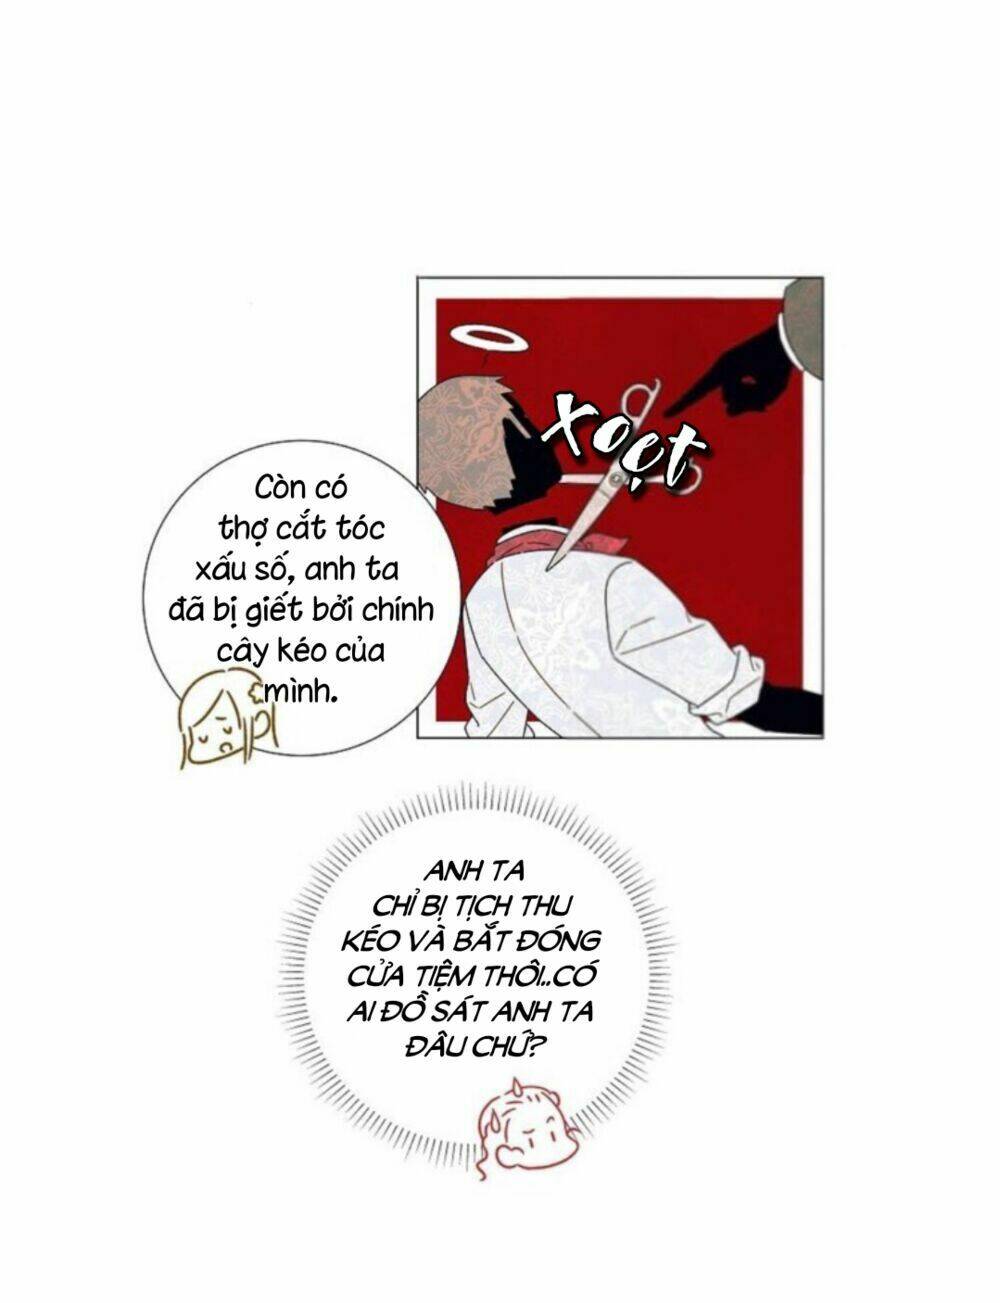 xoẹt
Còn có
thợ cắt tóc
xấu số, anh ta
đã bị giết bởi chính
cây kéo của
mình.
ANH TA
CHỈ BỊ TỊCH THU
KÉO VÀ BẮT ĐÓNG
CỬA TIỆM THÔI..CÓ
AI ĐỒ SÁT ANH TA
ĐÂU CHỨ?